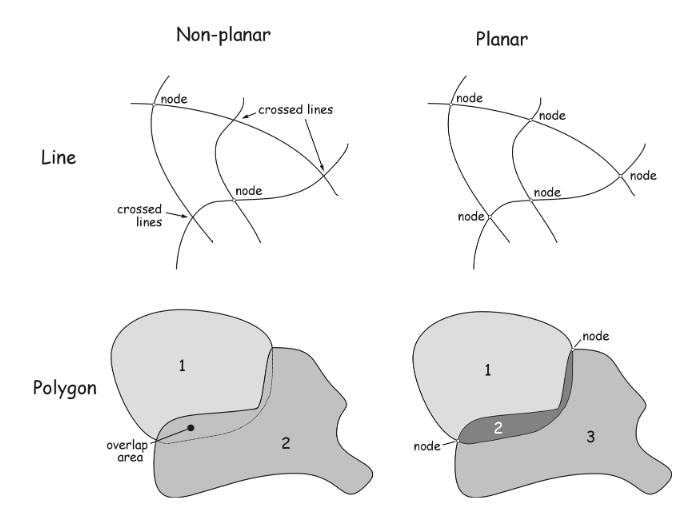 Non-planar
Planar
Line
node
crossed lines
node
crossed
lines
node
node
node
node
node
Polygon
1
overlap
area
2
node
1
2
3
node